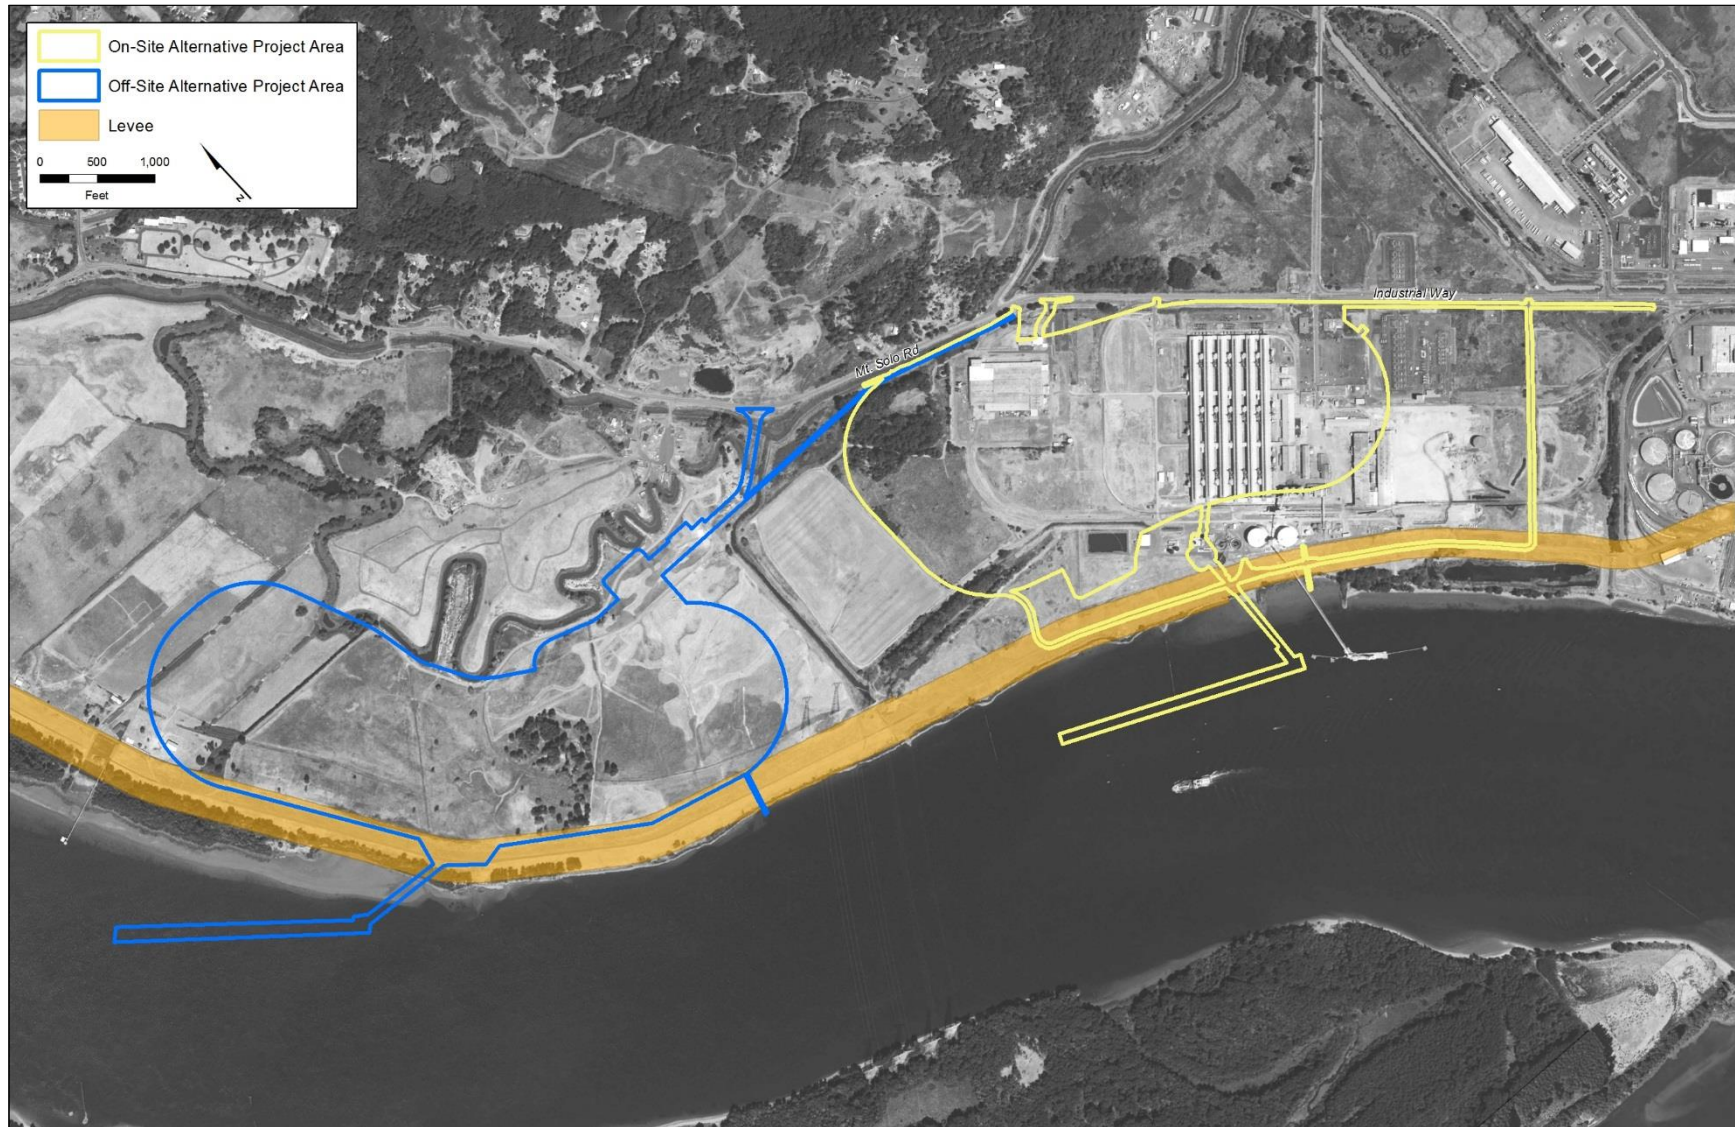 On-Site Alternative Project Area
Off-Site Alternative Project Area
Levee
0 500 1,000
Feet
N
Industrial Way
Mt. Solo Rd